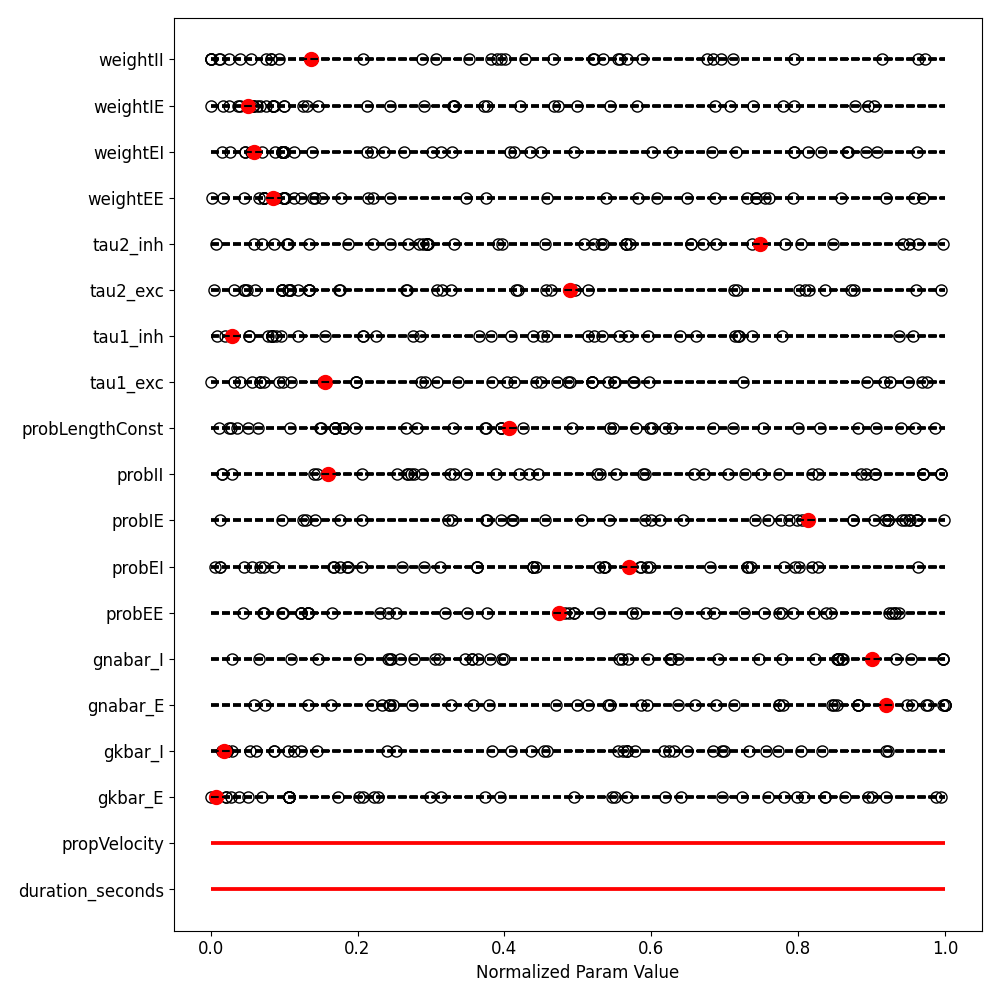 weightII
weightIE
weightEI
weightEE
tau2_inh
tau2_exc
tau1_inh
tau1_exc
probLengthConst
probII
probIE
probEI
probEE
gnabar_I
gnabar_E
gkbar_I
gkbar_E
propVelocity
duration_seconds
0.0 0.2 0.4 0.6 0.8 1.0
Normalized Param Value